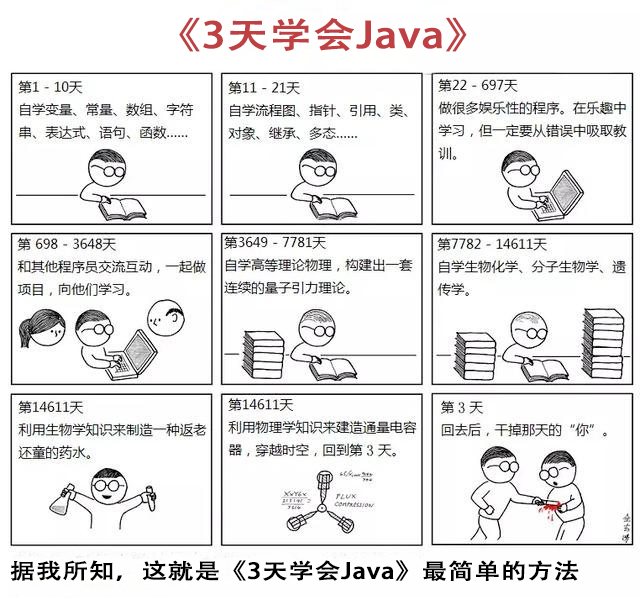 《3天学会Java》
第1 - 10天
自学变量、常量、数组、字符
串、表达式、语句、函数......
第11 - 21天
自学流程图、指针、引用、类、
对象、继承、多态......
第22 - 697天
做很多娱乐性的程序。在乐趣中
学习，但一定要从错误中吸取教
训。
第 698 - 3648天
和其他程序员交流互动，一起做
项目，向他们学习。
第3649 - 7781天
自学高等理论物理，构建出一套
连续的量子引力理论。
第7782 - 14611天
自学生物化学、分子生物学、遗
传学。
第14611天
利用生物学知识来制造一种返老
还童的药水。
第14611天
利用物理学知识来建造通量电容
器，穿越时空，回到第 3 天。
FLUX
COMPRESSION
第 3 天
回去后，干掉那天的“你”。
据我所知，这就是《3天学会Java》最简单的方法